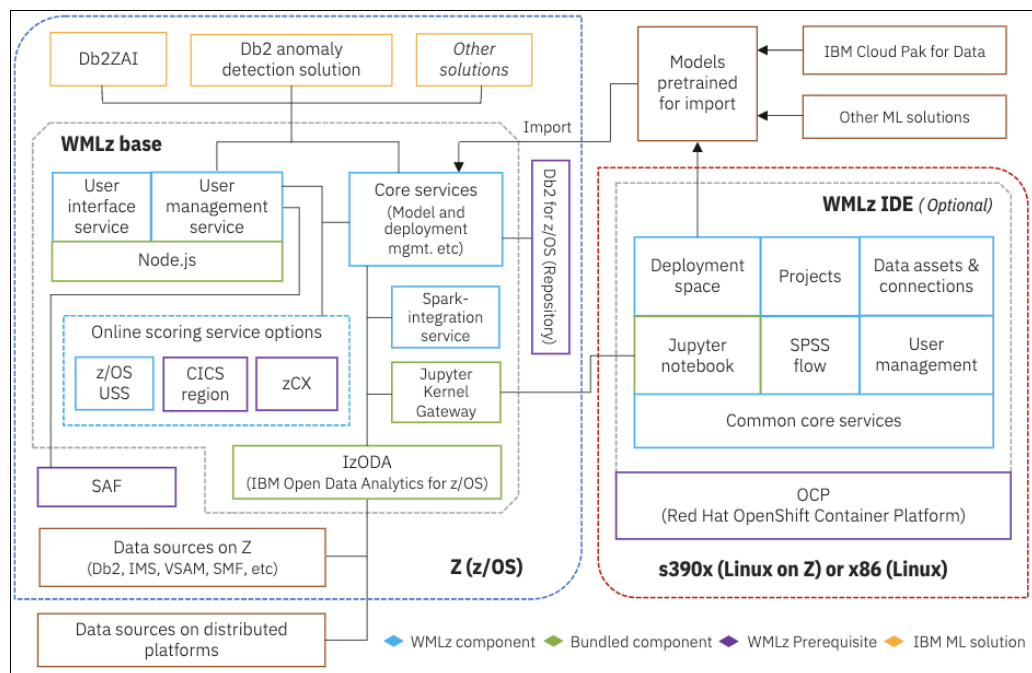 Db2ZAI
Db2 anomaly
detection solution
Other
solutions
Models
pretrained
for import
IBM Cloud Pak for Data
Other ML solutions
Import
WMLz base
User
interface
service
User
management
service
Node.js
Core services
(Model and
deployment
mgmt. etc)
Db2 for z/OS (Repository)
Spark-
integration
service
Online scoring service options
z/OS
USS
CICS
region
zCX
Jupyter
Kernel
Gateway
IzODA
(IBM Open Data Analytics for z/OS)
SAF
Data sources on Z
(Db2, IMS, VSAM, SMF, etc)
Z (z/OS)
Data sources on distributed
platforms
WMLz IDE ( Optional)
Deployment
space
Projects
Data assets &
connections
Jupyter
notebook
SPSS
flow
User
management
Common core services
OCP
(Red Hat OpenShift Container Platform)
s390x (Linux on Z) or x86 (Linux)
WMLz component
Bundled component
WMLz Prerequisite
IBM ML solution